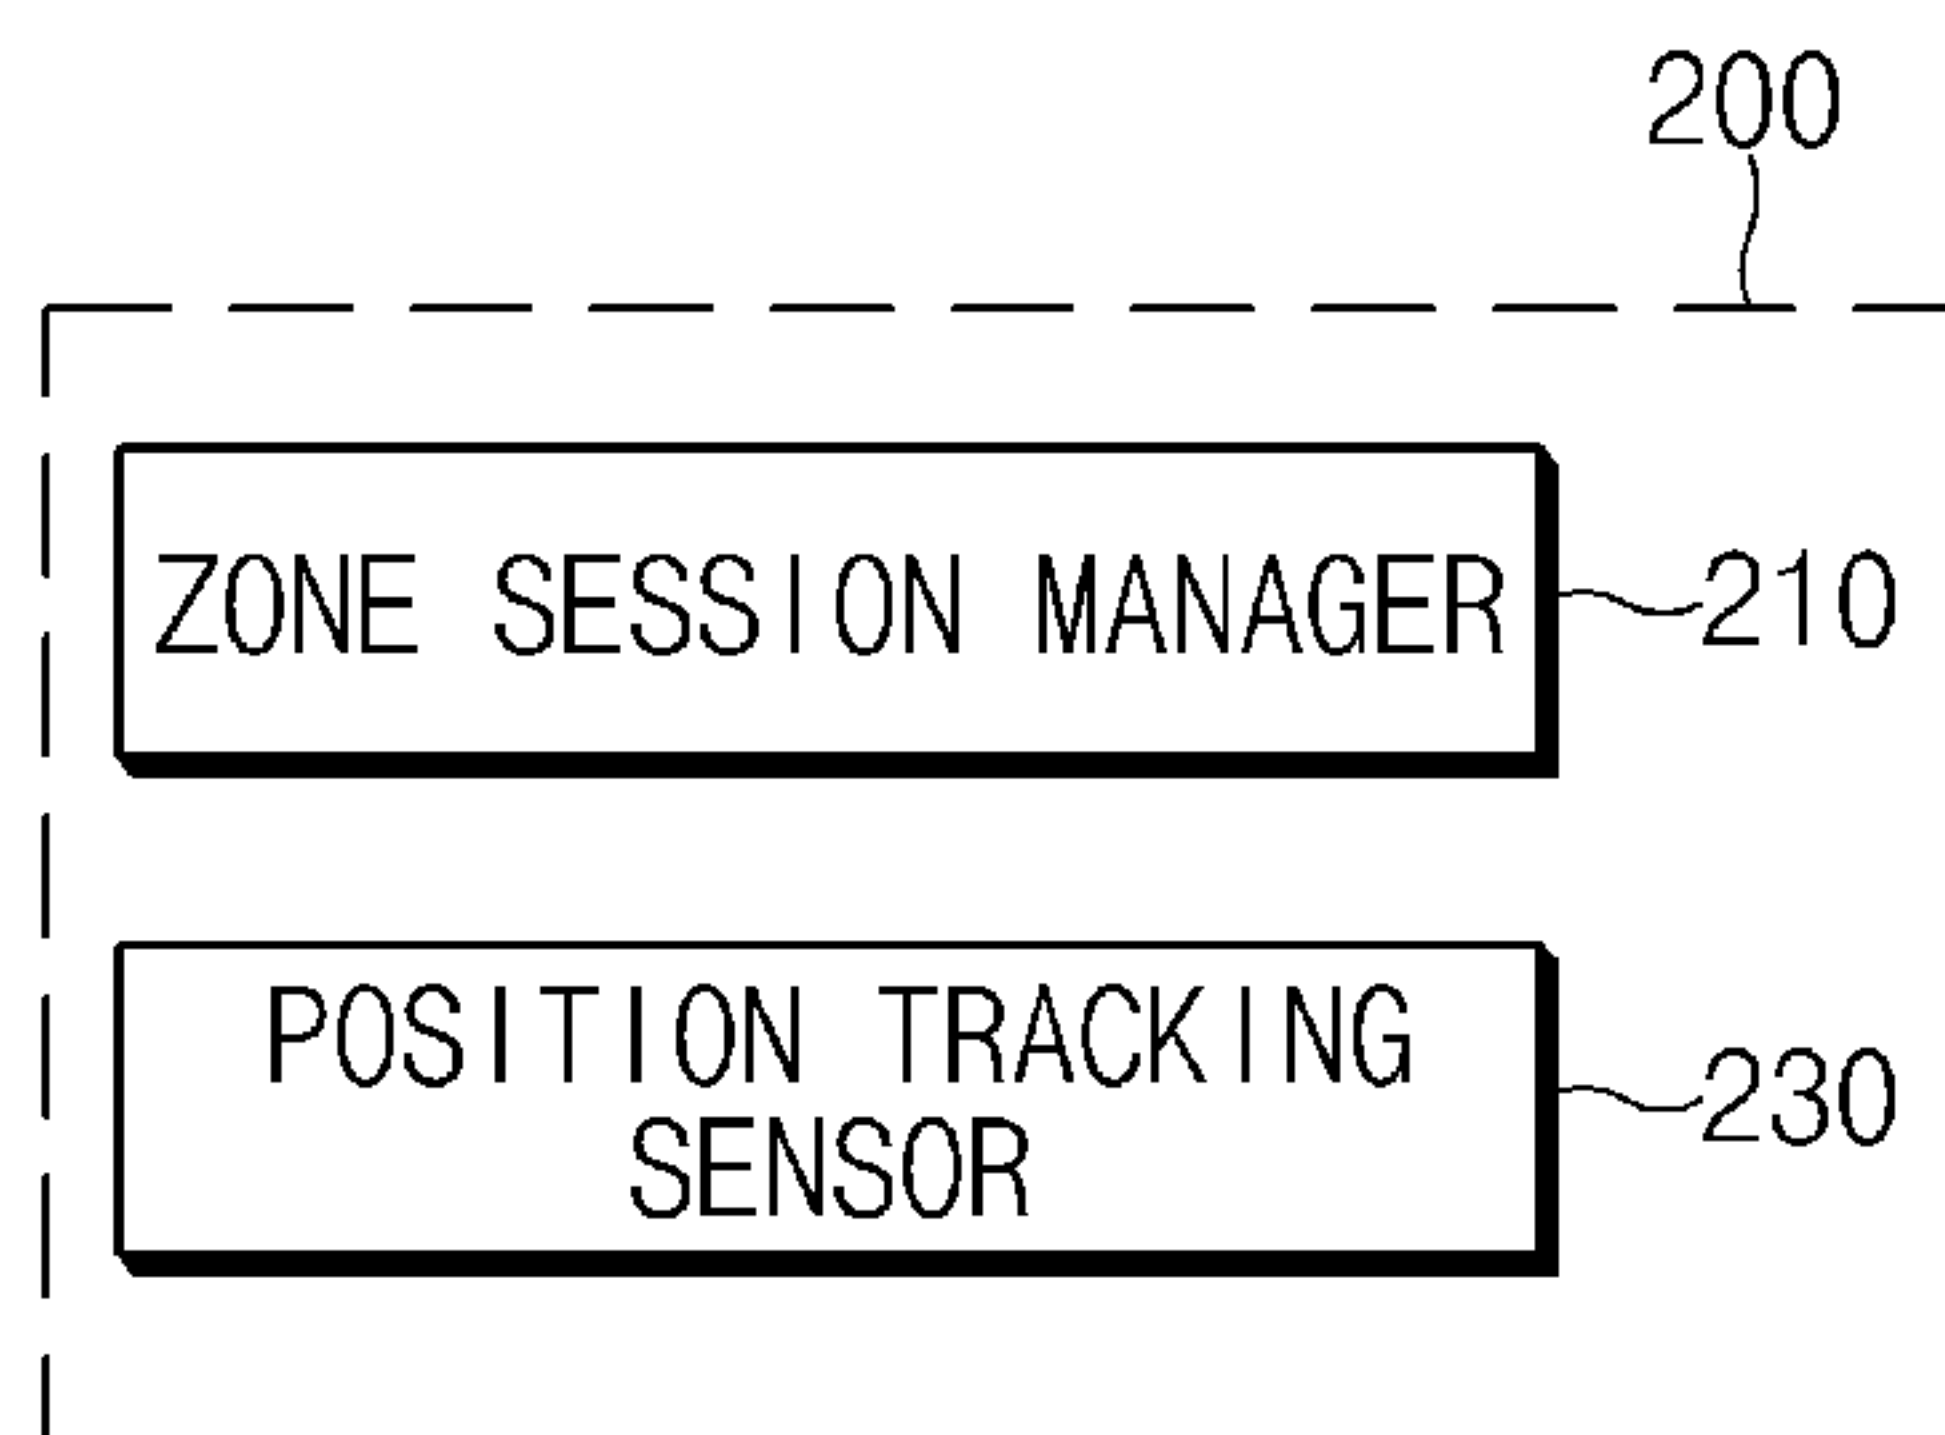 200
ZONE SESSION MANAGER
210
POSITION TRACKING
SENSOR
230